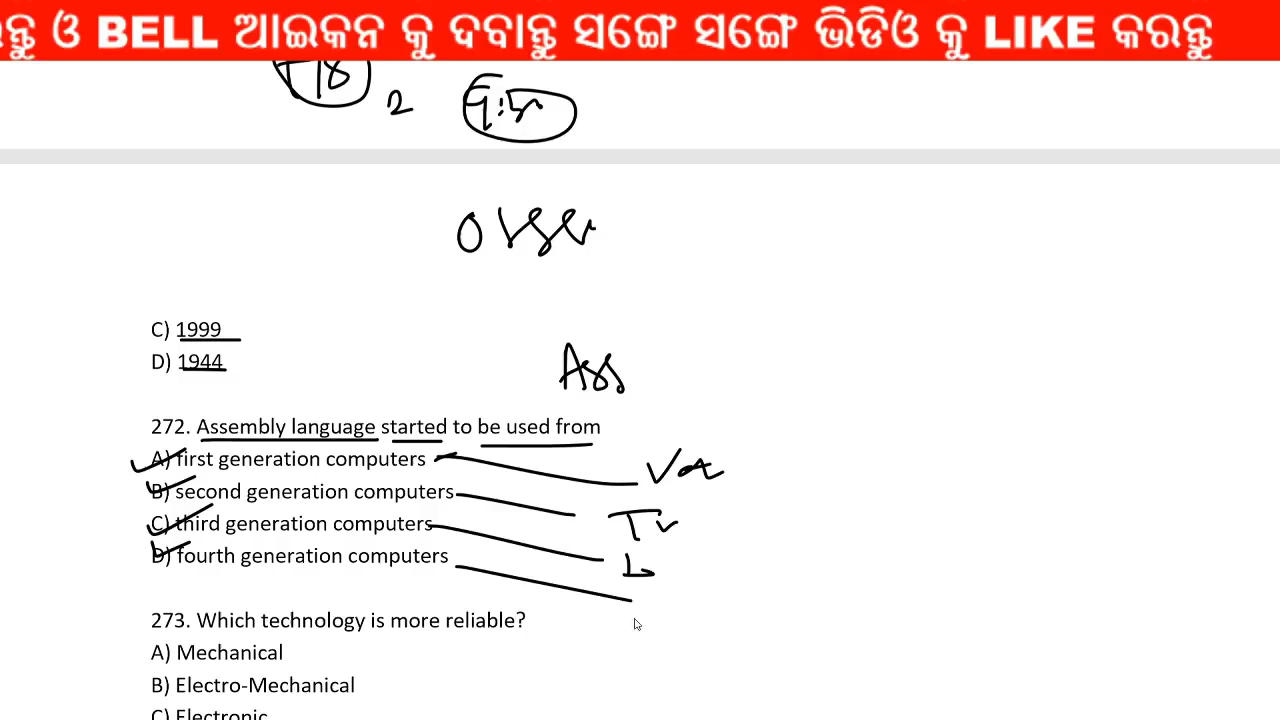 ନ୍ତୁ ଓ BELL ଆଇକନ କୁ ଦବାନ୍ତୁ ସଙ୍ଗେ ସଙ୍ଗେ ଭିଡିଓ କୁ LIKE କରନ୍ତୁ
2
C) 1999
D) 1944
Ass
272. Assembly language started to be used from
A) first generation computers
B) second generation computers
Tr
C) third generation computers
D) fourth generation computers
273. Which technology is more reliable?
A) Mechanical
B) Electro-Mechanical
C) Electronic